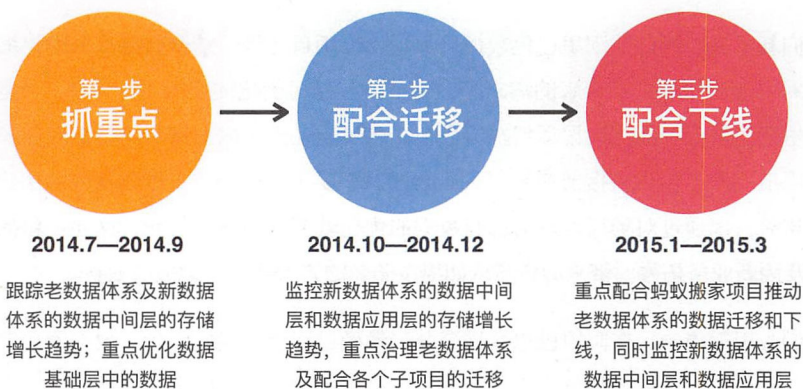 第一步
抓重点
2014.7—2014.9
跟踪老数据体系及新数据
体系的数据中间层的存储
增长趋势；重点优化数据
基础层中的数据
第二步
配合迁移
2014.10—2014.12
监控新数据体系的数据中间
层和数据应用层的存储增长
趋势，重点治理老数据体系
及配合各个子项目的迁移
第三步
配合下线
2015.1—2015.3
重点配合蚂蚁搬家项目推动
老数据体系的数据迁移和下
线，同时监控新数据体系的
数据中间层和数据应用层